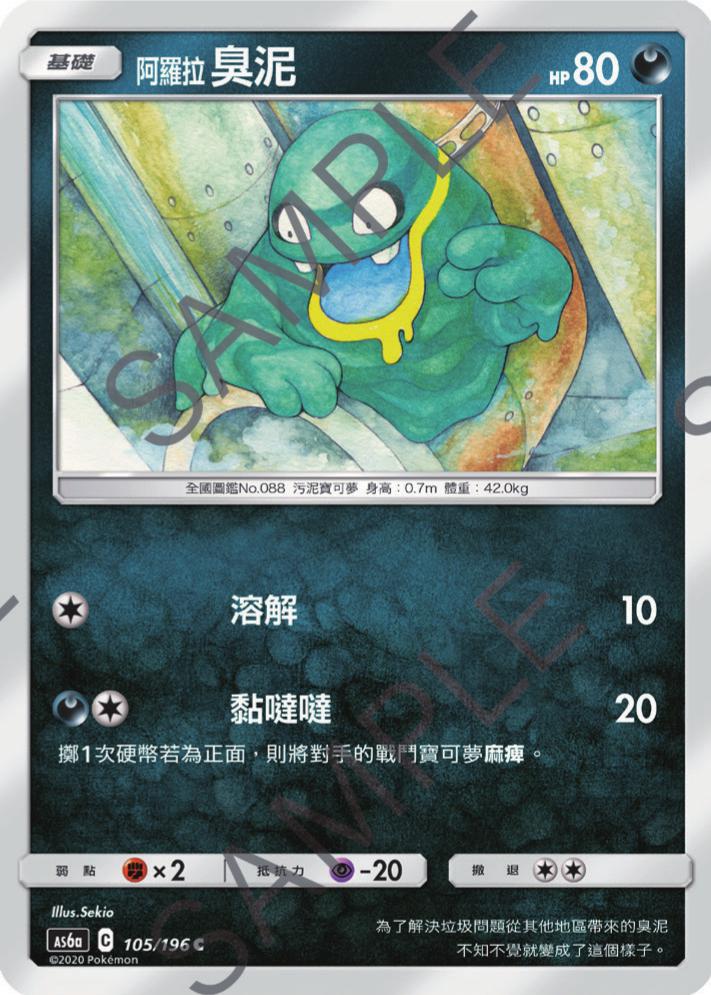 基礎
阿羅拉 臭泥
HP 80
全國圖鑑No.088 污泥寶可夢 身高：0.7m 體重：42.0kg
溶解 10
黏噠噠 20
擲1次硬幣若為正面，則將對手的戰鬥寶可夢麻痺。
弱點 ×2 抵抗力 -20 撤退
Illus.Sekio
為了解決垃圾問題從其他地區帶來的臭泥
AS6a C 105/196 C
不知不覺就變成了這個樣子。
©2020 Pokémon
SAMPLE
SAMPLE